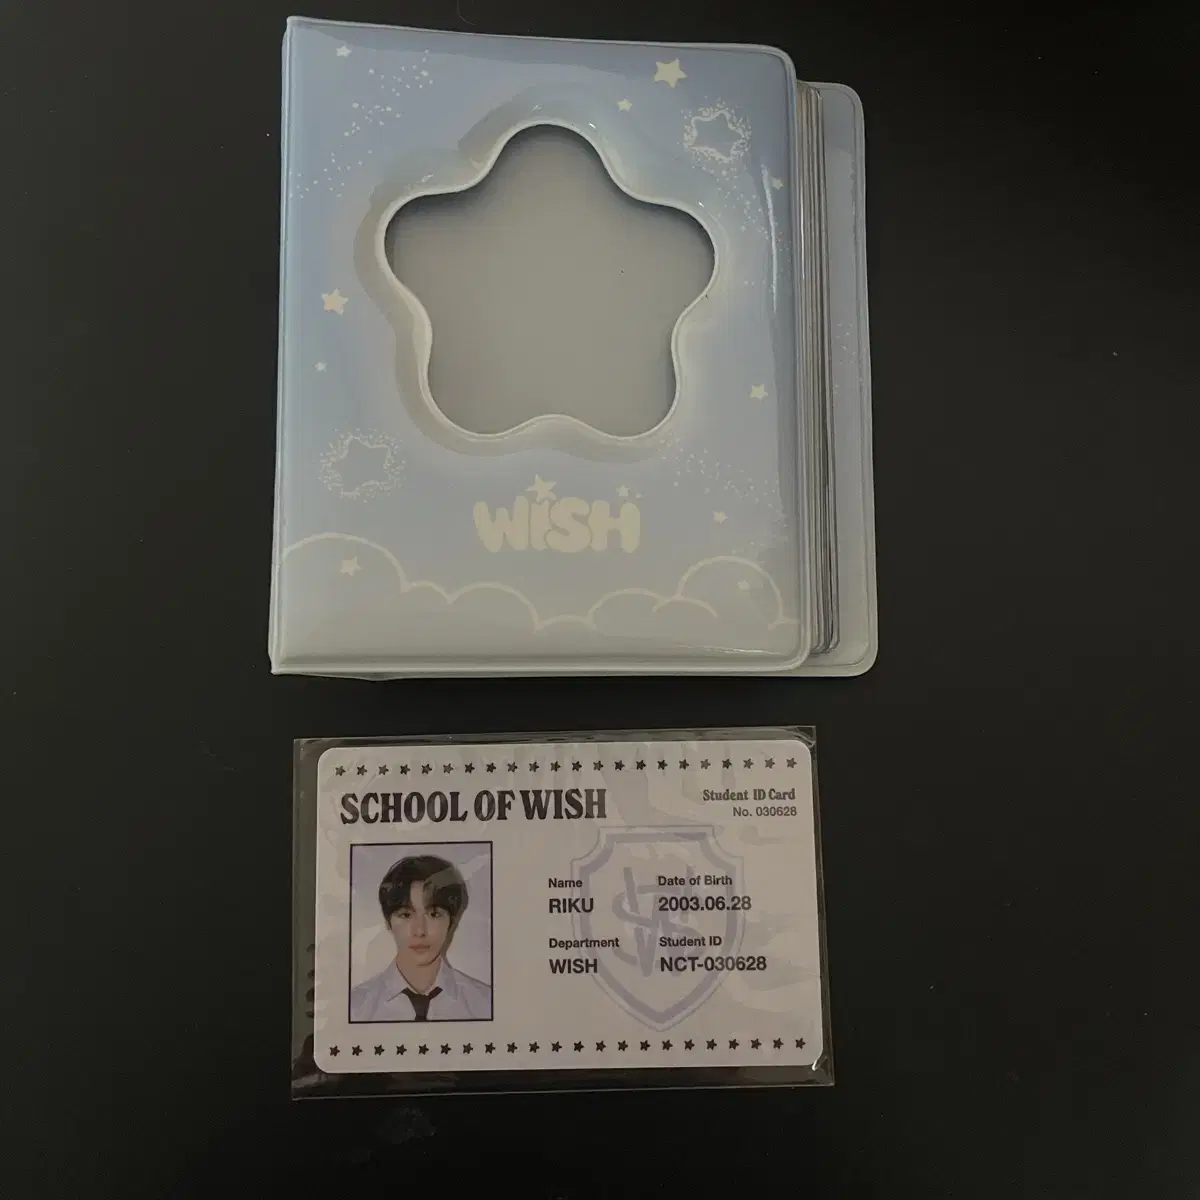 WISH
SCHOOL OF WISH
Student ID Card
No. 030628
Name
RIKU
Date of Birth
2003.06.28
Department
WISH
Student ID
NCT-030628